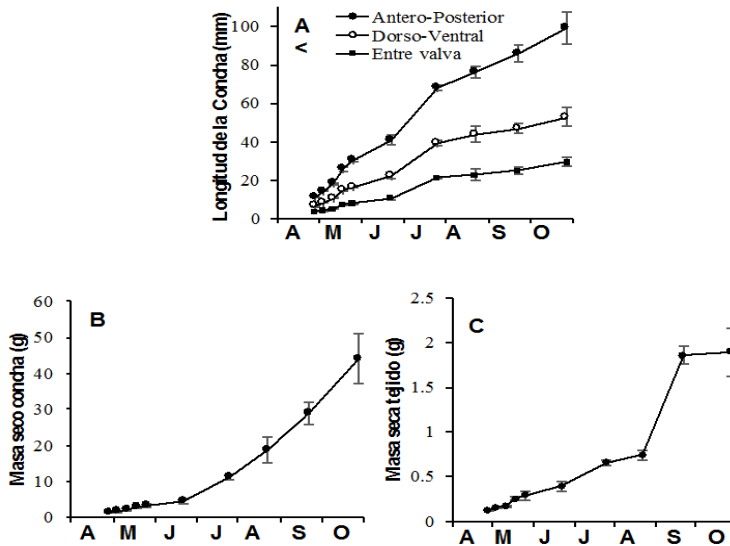 A
<
Antero-Posterior
Dorso-Ventral
Entre valva
Longitud de la Concha (mm)
100
80
60
40
20
0
A M J J A S O
B
Masa seco concha (g)
60
50
40
30
20
10
0
A M J J A S O
C
Masa seca tejido (g)
2.5
2
1.5
1
0.5
0
A M J J A S O